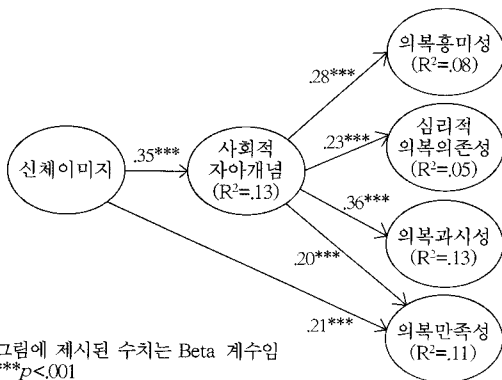 의복흥미성
(R²=.08)
.28***
심리적
의복의존성
(R²=.05)
.23***
신체이미지
.35***
사회적
자아개념
(R²=.13)
.36***
의복과시성
(R²=.13)
.20***
.21***
의복만족성
(R²=.11)
그림에 제시된 수치는 Beta 계수임
***p<.001